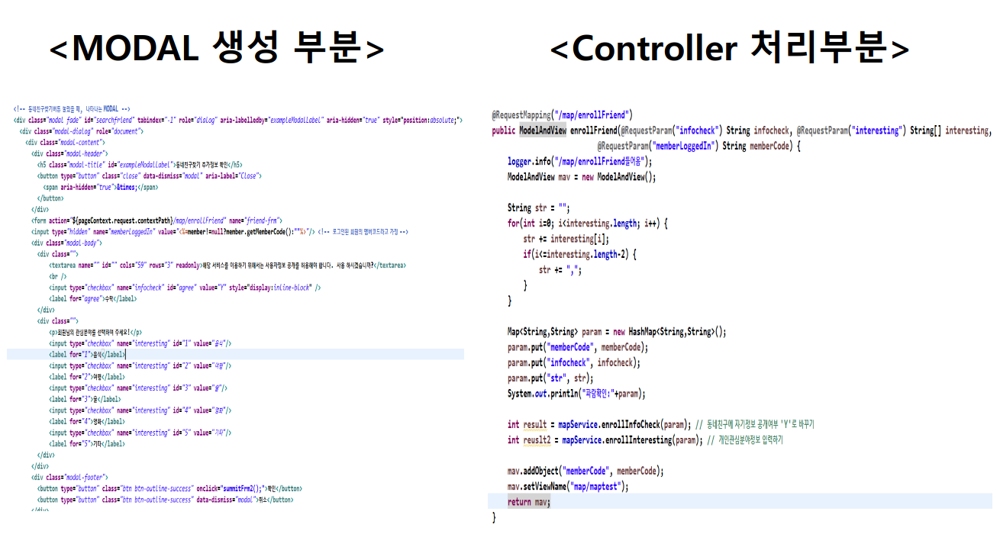 <MODAL 생성 부분>
<!-- 동네친구찾기버튼 눌렀을 때, 나타나는 MODAL -->
<div class="modal fade" id="searchfriend" tabindex="-1" role="dialog" aria-labelledby="exampleModalLabel" aria-hidden="true" style="position:absolute;">
<div class="modal-dialog" role="document">
<div class="modal-content">
<div class="modal-header">
<h5 class="modal-title" id="exampleModalLabel">동네친구찾기 추가정보 확인</h5>
<button type="button" class="close" data-dismiss="modal" aria-label="Close">
<span aria-hidden="true">&times;</span>
</button>
</div>
<form action="${pageContext.request.contextPath}/map/enrollFriend" name="friend-frm">
<input type="hidden" name="memberLoggedIn" value="<%=member!=null?member.getMemberCode():""%>"/> <!-- 로그인된 회원의 멤버코드라고 가정 -->
<div class="modal-body">
<div class="">
<textarea name="" id="" cols="59" rows="3" readonly>해당 서비스를 이용하기 위해서는 사용자정보 공개를 허용해야 합니다. 사용 하시겠습니까?</textarea>
<br />
<input type="checkbox" name="infocheck" id="agree" value="Y" style="display:inline-block" />
<label for="agree">수락</label>
</div>
<div class="">
<p>회원님의 관심분야를 선택하여 주세요!</p>
<input type="checkbox" name="interesting" id="1" value="음식"/>
<label for="1">음식</label>
<input type="checkbox" name="interesting" id="2" value="여행"/>
<label for="2">여행</label>
<input type="checkbox" name="interesting" id="3" value="술"/>
<label for="3">술</label>
<input type="checkbox" name="interesting" id="4" value="영화"/>
<label for="4">영화</label>
<input type="checkbox" name="interesting" id="5" value="기타"/>
<label for="5">기타</label>
</div>
</div>
<div class="modal-footer">
<button type="button" class="btn btn-outline-success" onclick="summitFrm2();">확인</button>
<button type="button" class="btn btn-outline-success" data-dismiss="modal">취소</button>
</div>
<Controller 처리부분>
@RequestMapping("/map/enrollFriend")
public ModelAndView enrollFriend(@RequestParam("infocheck") String infocheck, @RequestParam("interesting") String[] interesting,
@RequestParam("memberLoggedIn") String memberCode) {
logger.info("/map/enrollFriend들어옴");
ModelAndView mav = new ModelAndView();
String str = "";
for(int i=0; i<interesting.length; i++) {
str += interesting[i];
if(i<=interesting.length-2) {
str += ",";
}
}
Map<String,String> param = new HashMap<String,String>();
param.put("memberCode", memberCode);
param.put("infocheck", infocheck);
param.put("str", str);
System.out.println("파람확인:"+param);
int result = mapService.enrollInfoCheck(param); // 동네친구에 자기정보 공개여부 'Y'로 바꾸기
int reuslt2 = mapService.enrollInteresting(param); // 개인관심분야정보 입력하기
mav.addObject("memberCode", memberCode);
mav.setViewName("map/maptest");
return mav;
}